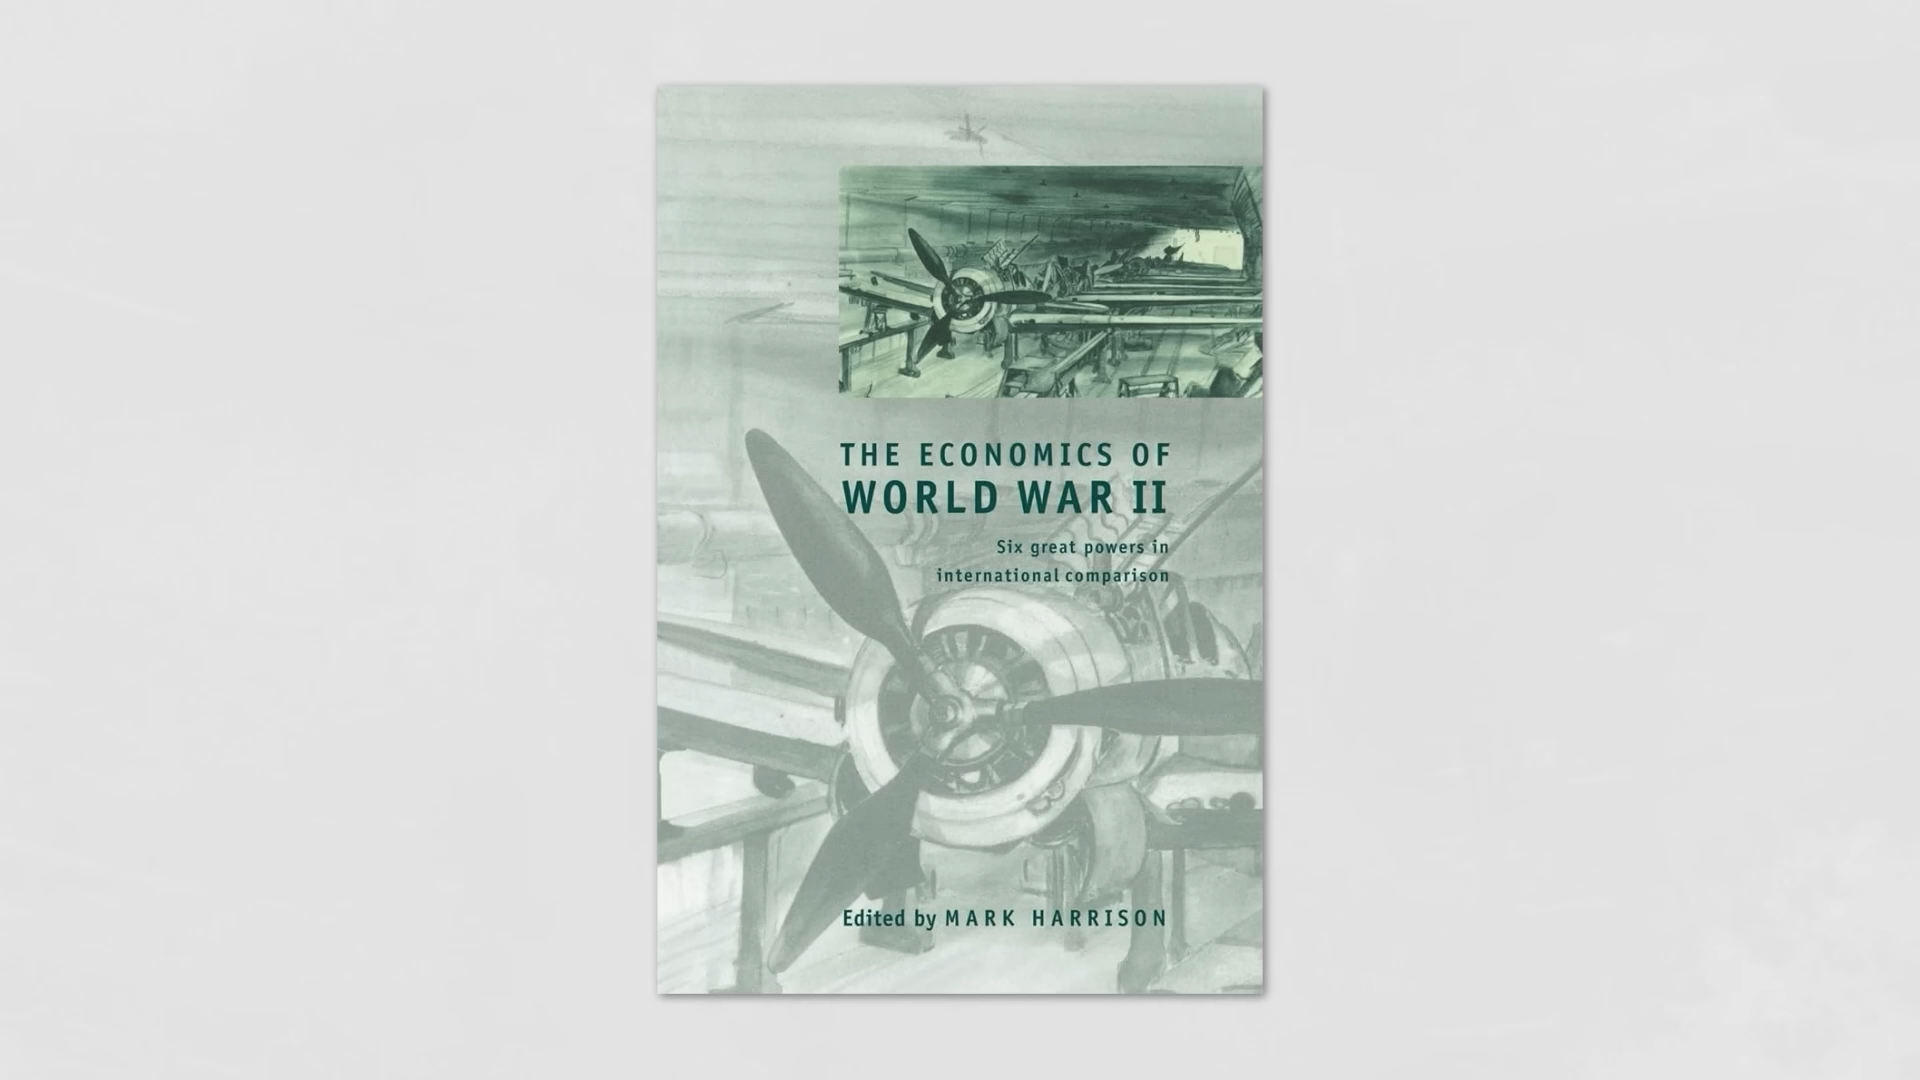 THE ECONOMICS OF
WORLD WAR II
Six great powers in
international comparison
Edited by MARK HARRISON